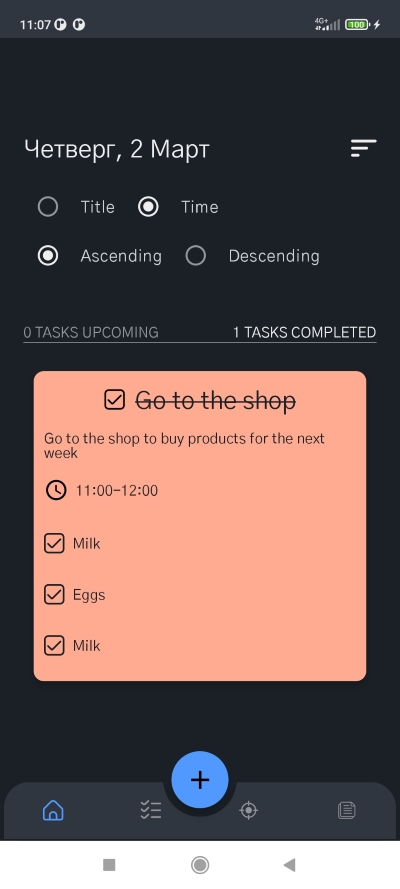 11:07
4G+
100
Четверг, 2 Март
Title Time
Ascending Descending
0 TASKS UPCOMING 1 TASKS COMPLETED
Go to the shop
Go to the shop to buy products for the next
week
11:00-12:00
Milk
Eggs
Milk